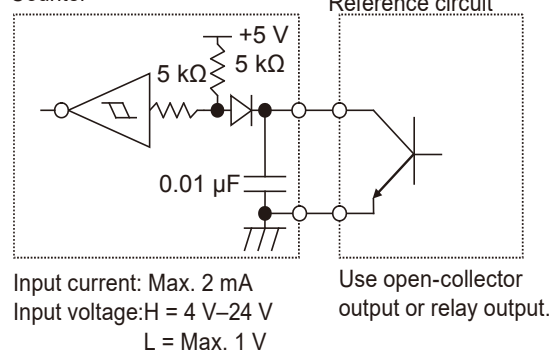 Counter
Reference circuit
+5 V
5 kΩ
5 kΩ
0.01 µF
Input current: Max. 2 mA
Input voltage:H = 4 V–24 V
L = Max. 1 V
Use open-collector
output or relay output.